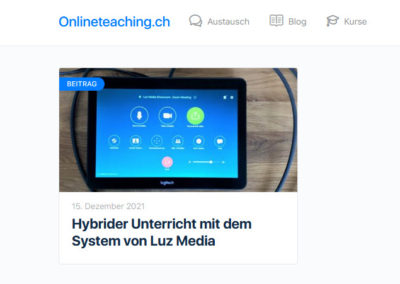 Onlineteaching.ch
Austausch
Blog
Kurse
BEITRAG
logitech
15. Dezember 2021
Hybrider Unterricht mit dem
System von Luz Media